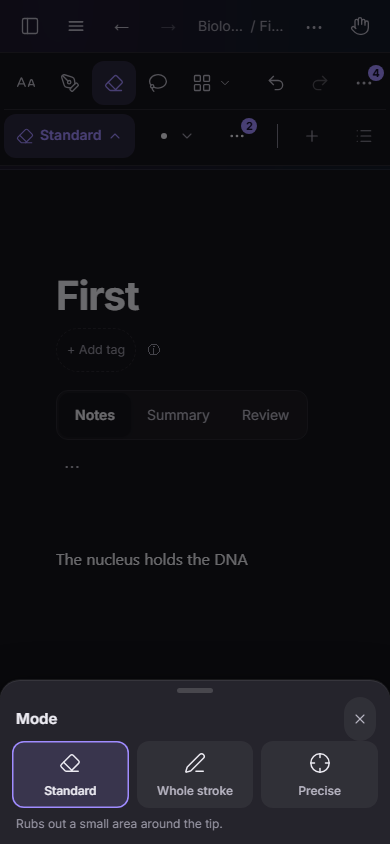 Biolo... / Fi...
AA
4
Standard
2
First
+ Add tag
Notes Summary Review
The nucleus holds the DNA
Mode
Standard Whole stroke Precise
Rubs out a small area around the tip.